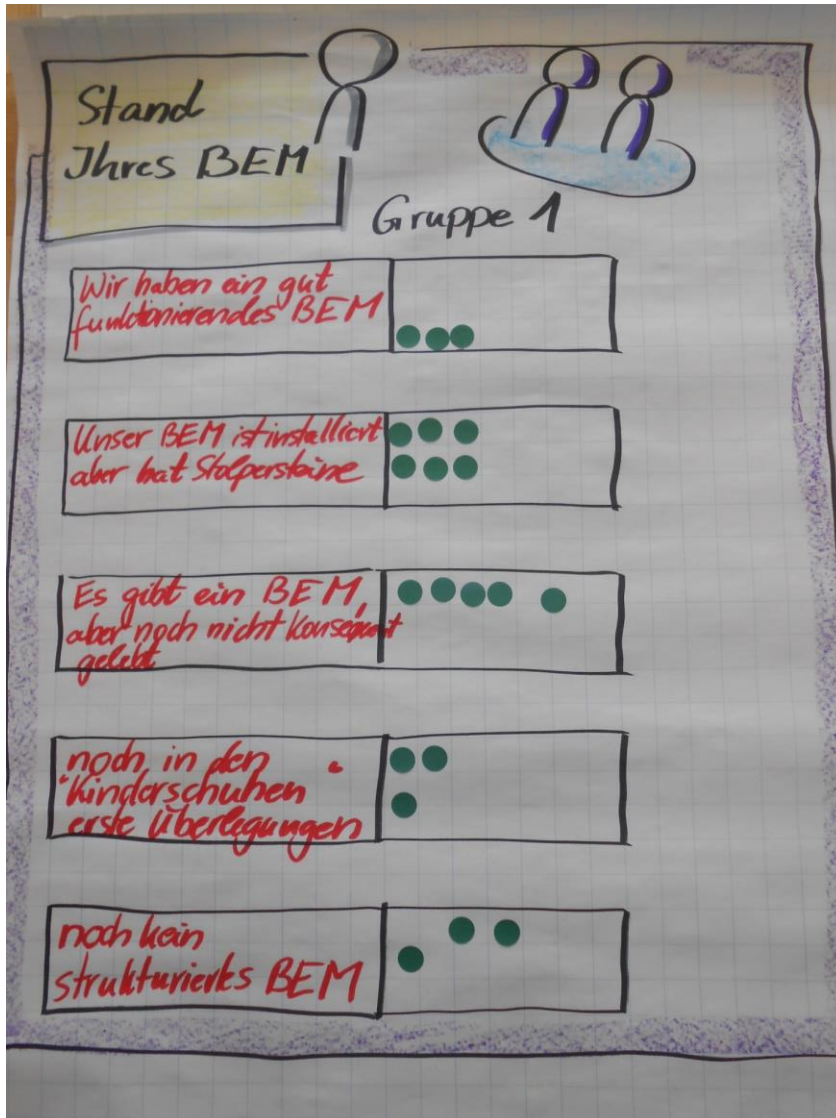 Stand
Ihres BEM
Gruppe 1
Wir haben ein gut
funktionierendes BEM
Unser BEM ist installiert
aber hat Stolpersteine
Es gibt ein BEM,
aber noch nicht konsequent
gelebt
noch in den
"Kinderschuhen"
erste Überlegungen
noch kein
strukturiertes BEM